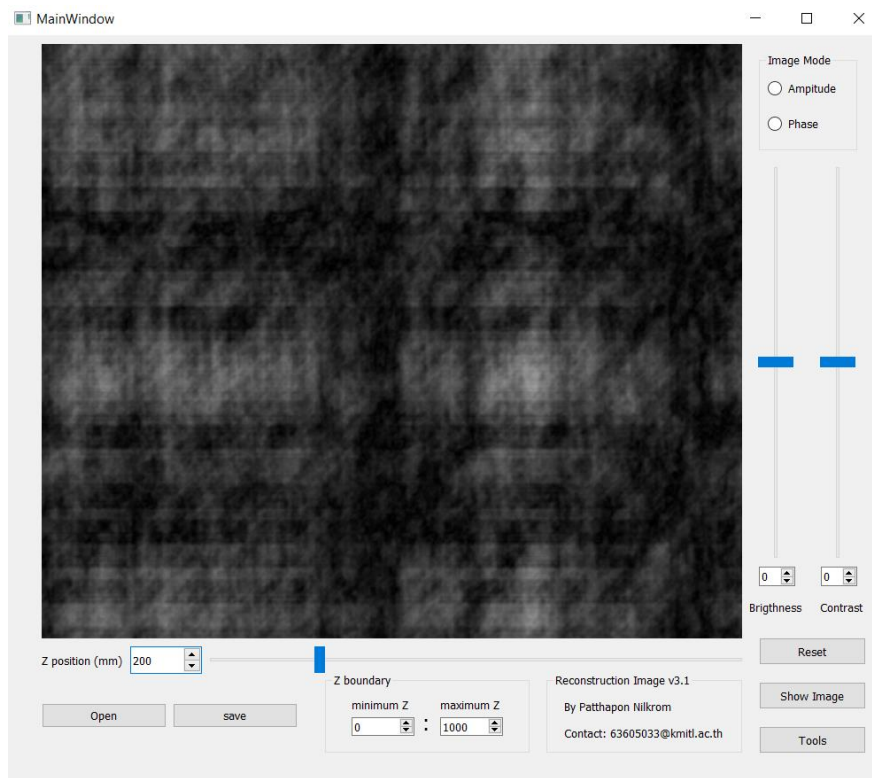 MainWindow
Image Mode
Ampitude
Phase
0
0
Brigthness
Contrast
Z position (mm)
200
Open
save
Z boundary
minimum Z
maximum Z
0
:
1000
Reconstruction Image v3.1
By Patthapon Nilkrom
Contact: 63605033@kmitl.ac.th
Reset
Show Image
Tools